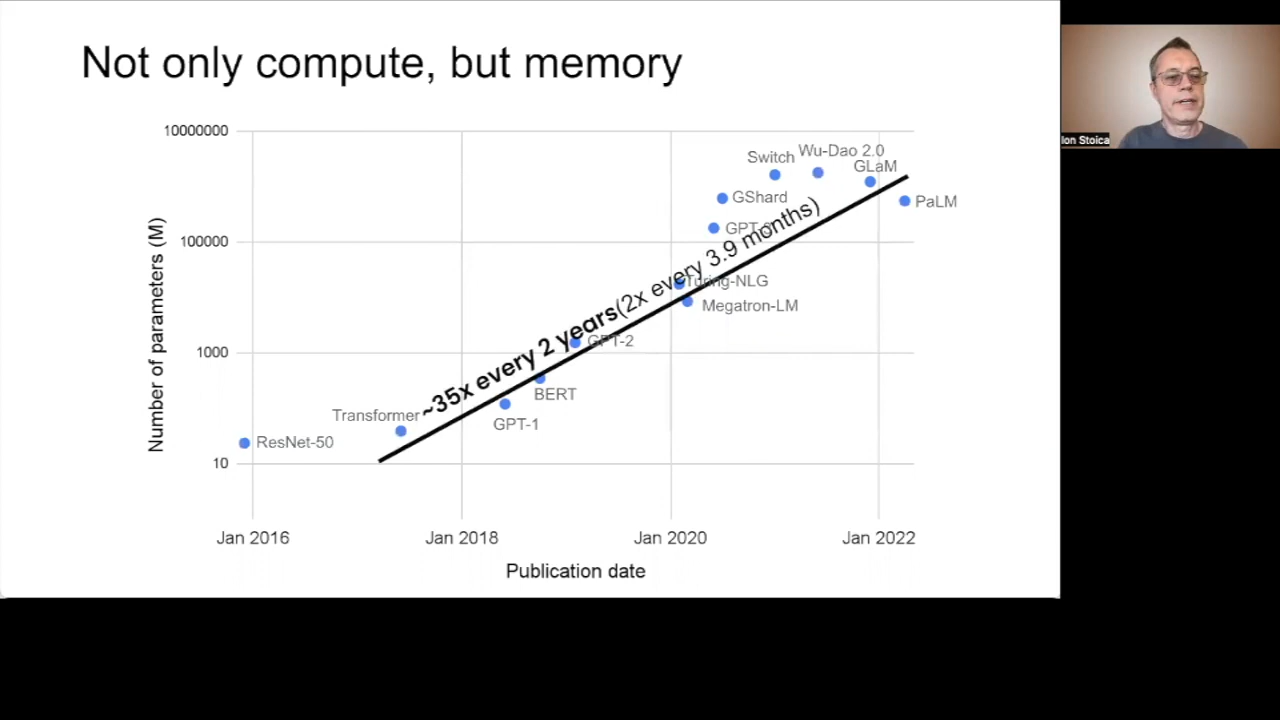 Not only compute, but memory
Ion Stoica
10000000
100000
1000
10
Number of parameters (M)
Switch
Wu-Dao 2.0
GLaM
GShard
PaLM
GPT-3
~35x every 2 years(2x every 3.9 months)
Turing-NLG
Megatron-LM
GPT-2
BERT
Transformer
GPT-1
ResNet-50
Jan 2016
Jan 2018
Jan 2020
Jan 2022
Publication date